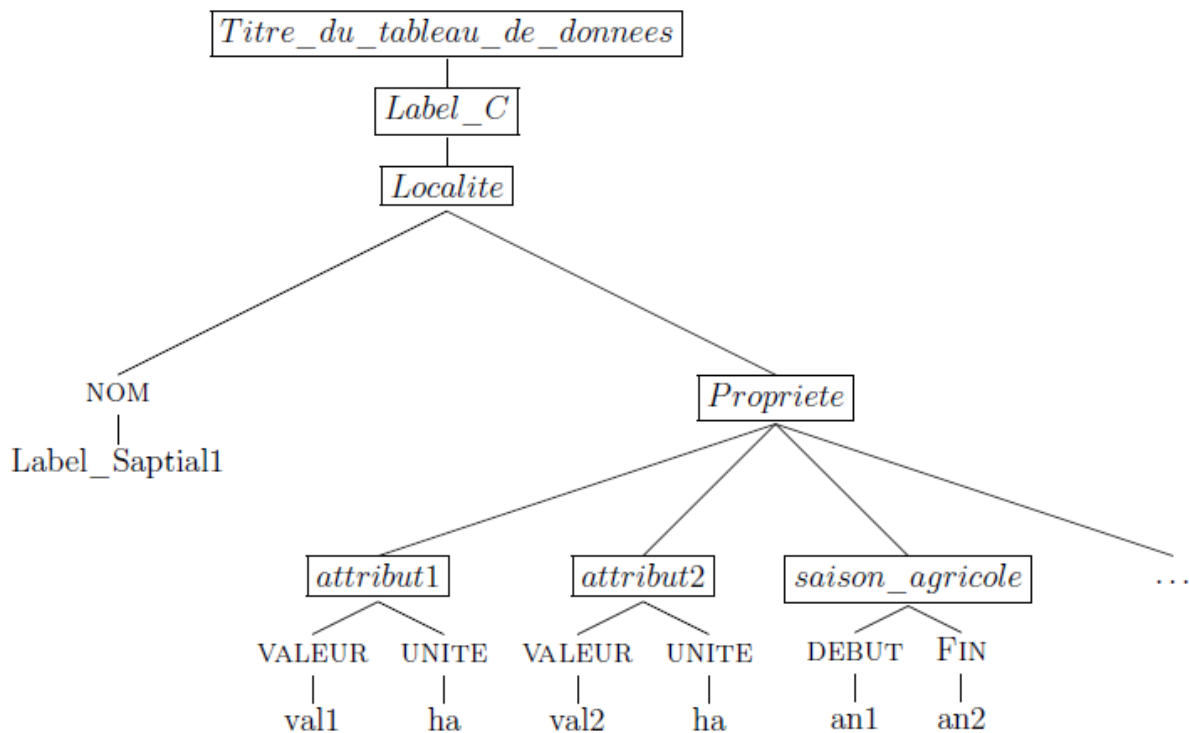 Titre_du_tableau_de_donnees
Label_C
Localite
NOM
Propriete
Label_Saptial1
attribut1 attribut2 saison_agricole ...
VALEUR UNITE VALEUR UNITE DEBUT FIN
val1 ha val2 ha an1 an2